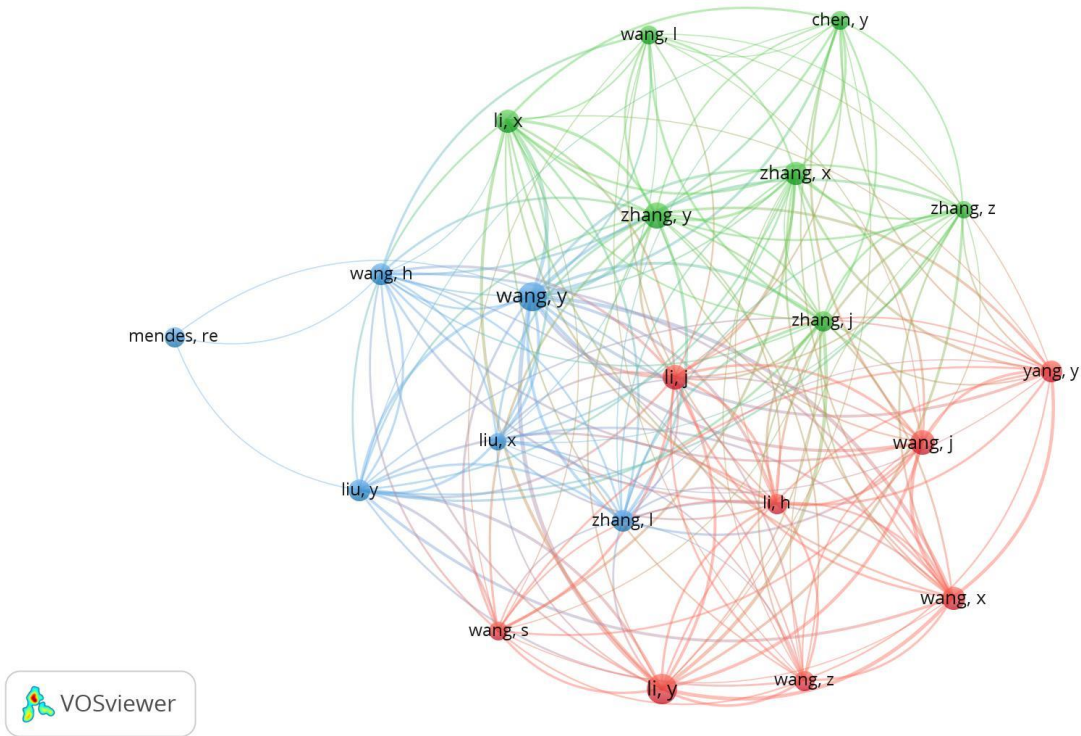 chen, y
wang, l
li, x
zhang, x
zhang, z
zhang, y
wang, h
wang, y
zhang, j
mendes, re
yang, y
li, j
liu, x
wang, j
liu, y
li, h
zhang, l
wang, x
wang, s
wang, z
li, y
VOSviewer